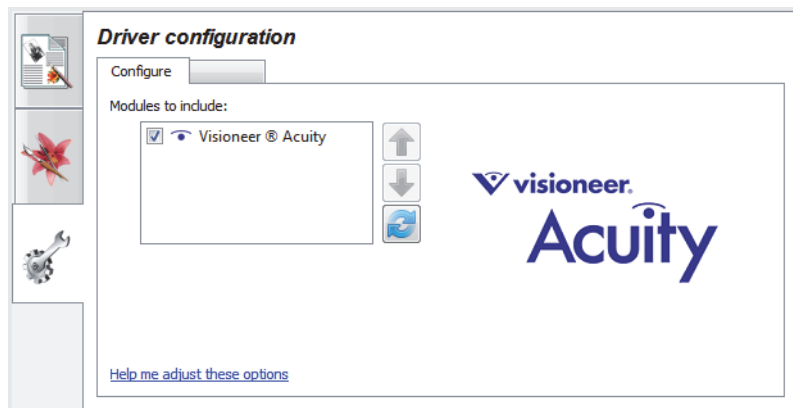 Driver configuration
Configure
Modules to include:
Visioneer ® Acuity
visioneer.
Acuity
Help me adjust these options